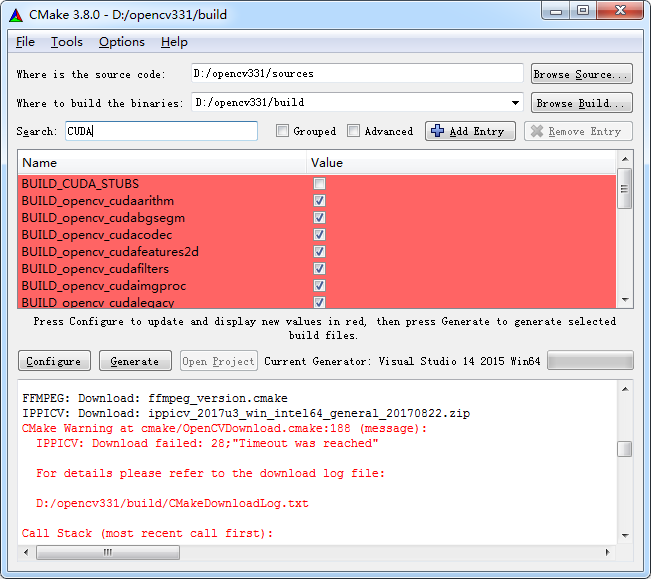 CMake 3.8.0 - D:/opencv331/build
File Tools Options Help
Where is the source code: D:/opencv331/sources Browse Source...
Where to build the binaries: D:/opencv331/build Browse Build...
Search: CUDA Grouped Advanced Add Entry Remove Entry
Name Value
BUILD_CUDA_STUBS
BUILD_opencv_cudaarithm
BUILD_opencv_cudabgsegm
BUILD_opencv_cudacodec
BUILD_opencv_cudafeatures2d
BUILD_opencv_cudafilters
BUILD_opencv_cudaimgproc
BUILD_opencv_cudalegacy
Press Configure to update and display new values in red, then press Generate to generate selected
build files.
Configure Generate Open Project Current Generator: Visual Studio 14 2015 Win64
FFMPEG: Download: ffmpeg_version.cmake
IPPICV: Download: ippicv_2017u3_win_intel64_general_20170822.zip
CMake Warning at cmake/OpenCVDownload.cmake:188 (message):
IPPICV: Download failed: 28;"Timeout was reached"
For details please refer to the download log file:
D:/opencv331/build/CMakeDownloadLog.txt
Call Stack (most recent call first):